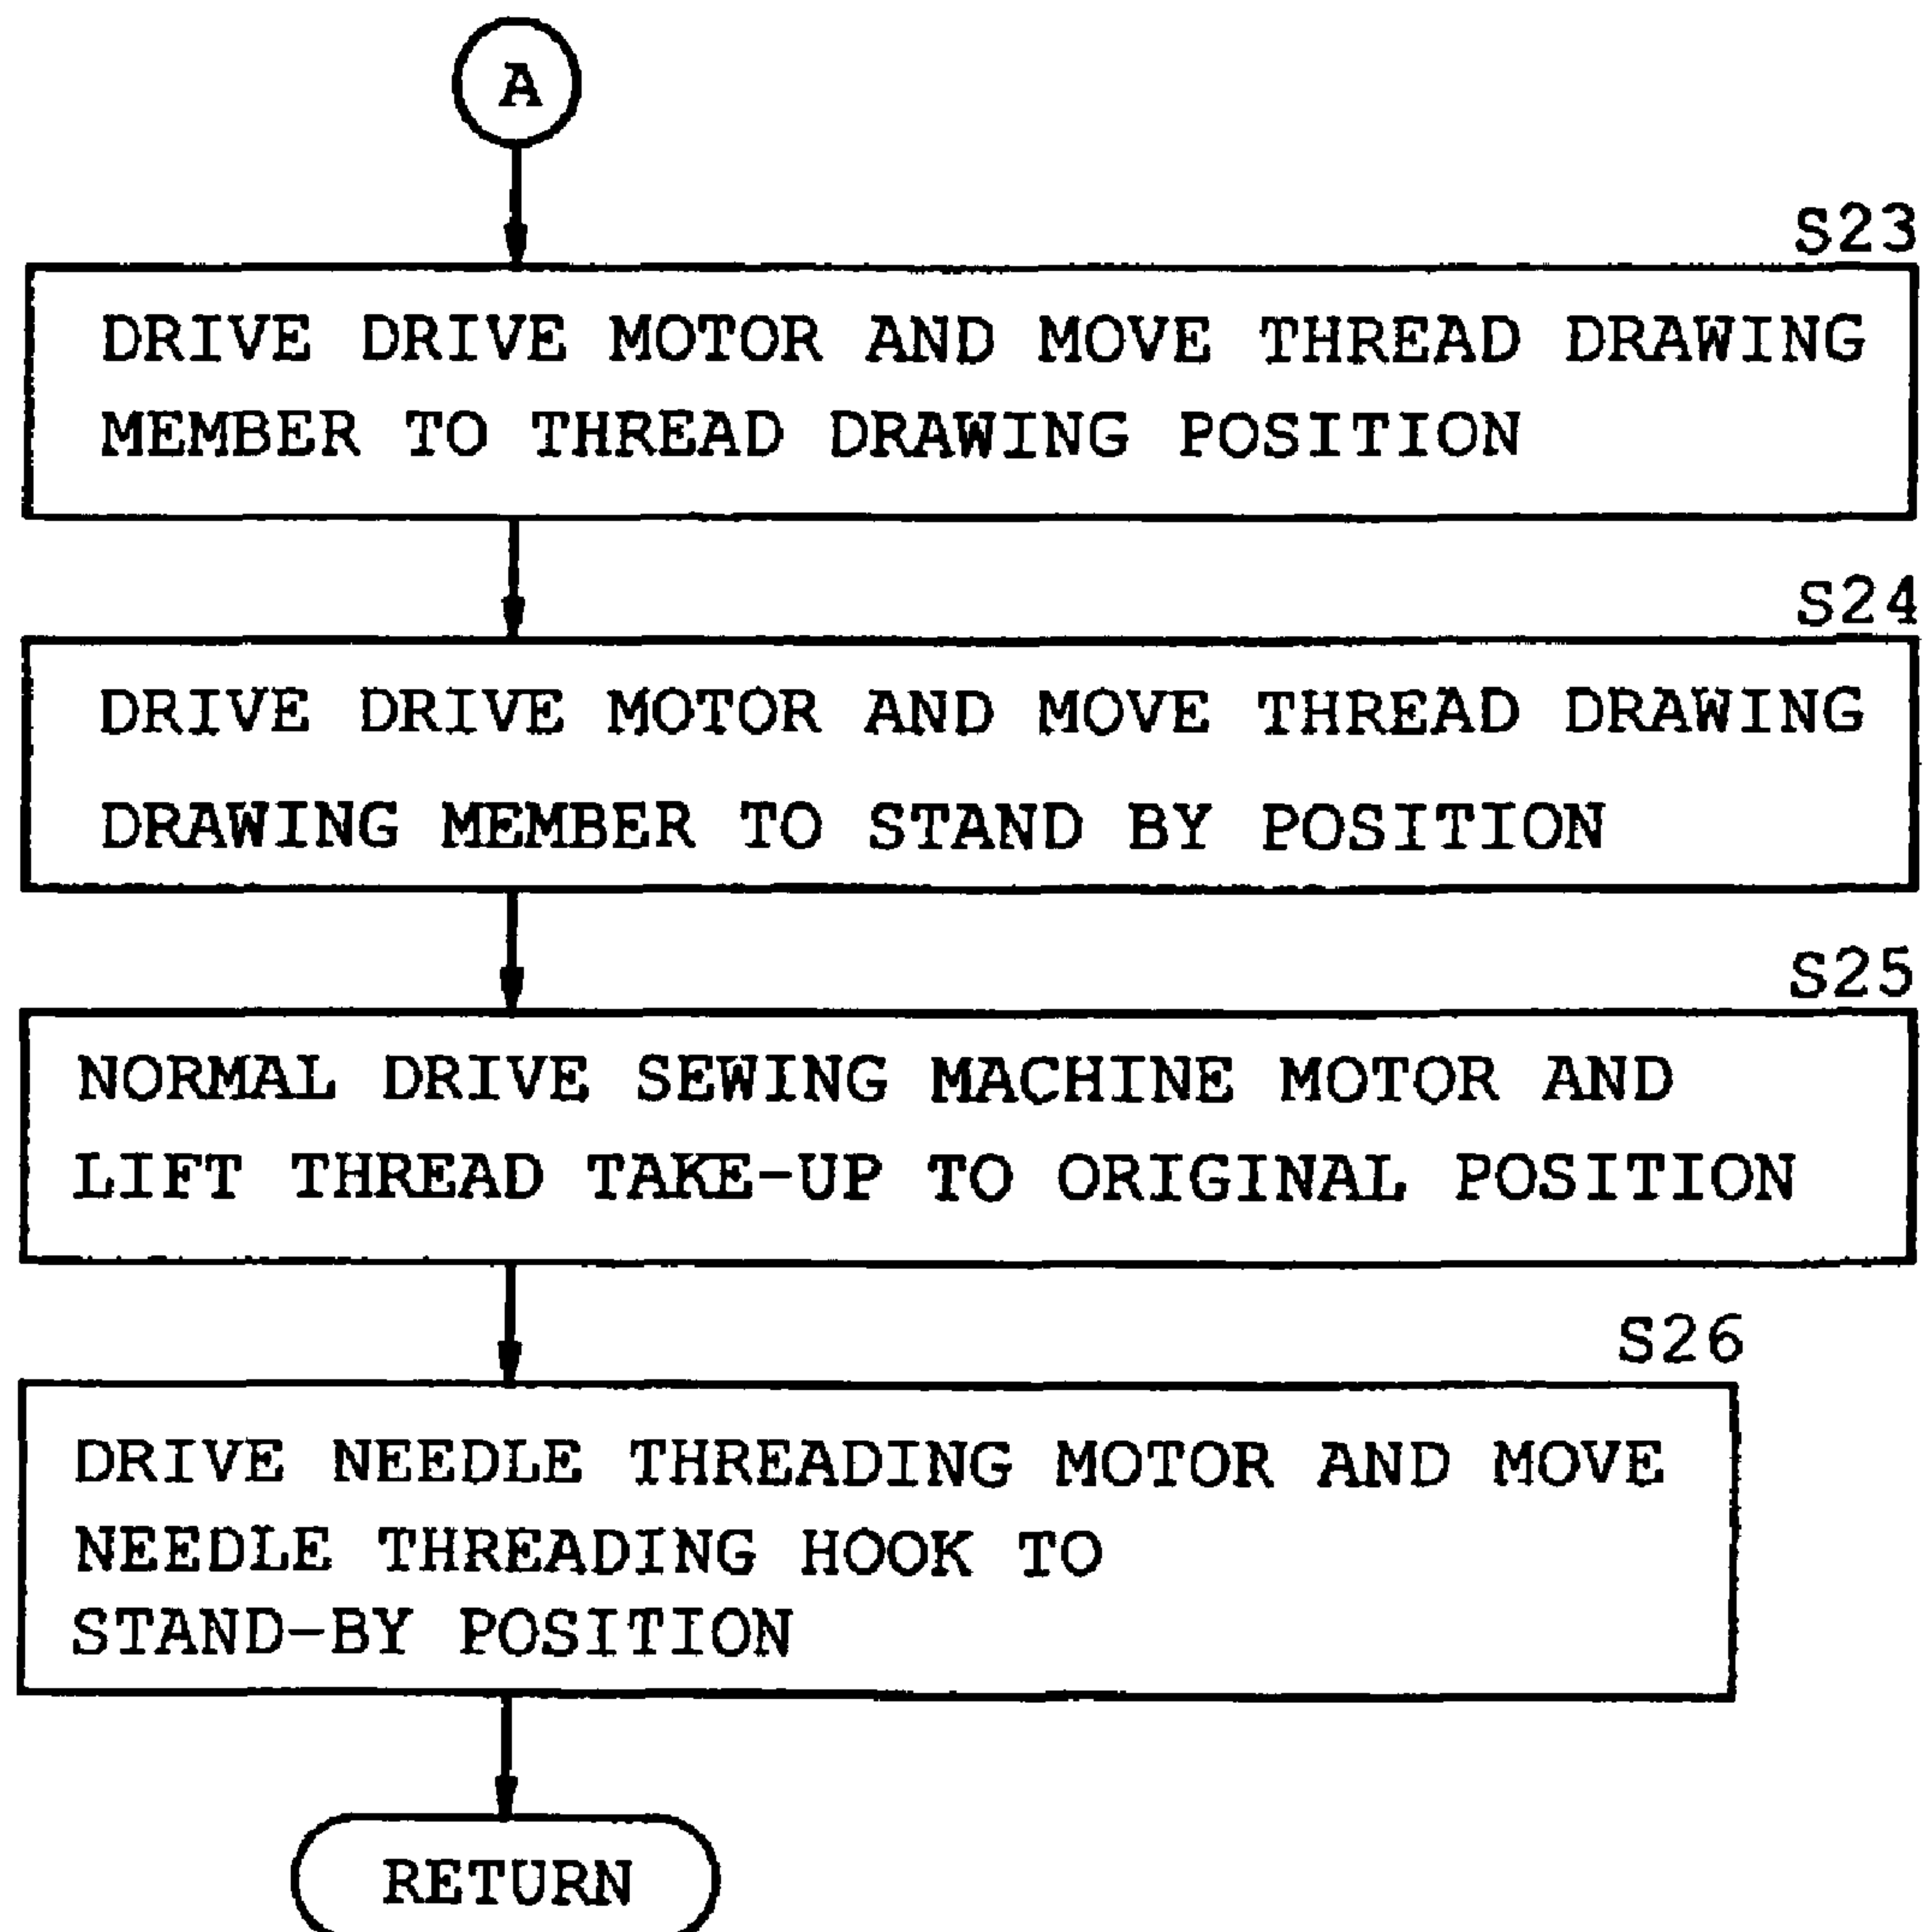 A
S23
DRIVE DRIVE MOTOR AND MOVE THREAD DRAWING
MEMBER TO THREAD DRAWING POSITION
S24
DRIVE DRIVE MOTOR AND MOVE THREAD DRAWING
DRAWING MEMBER TO STAND BY POSITION
S25
NORMAL DRIVE SEWING MACHINE MOTOR AND
LIFT THREAD TAKE-UP TO ORIGINAL POSITION
S26
DRIVE NEEDLE THREADING MOTOR AND MOVE
NEEDLE THREADING HOOK TO
STAND-BY POSITION
RETURN